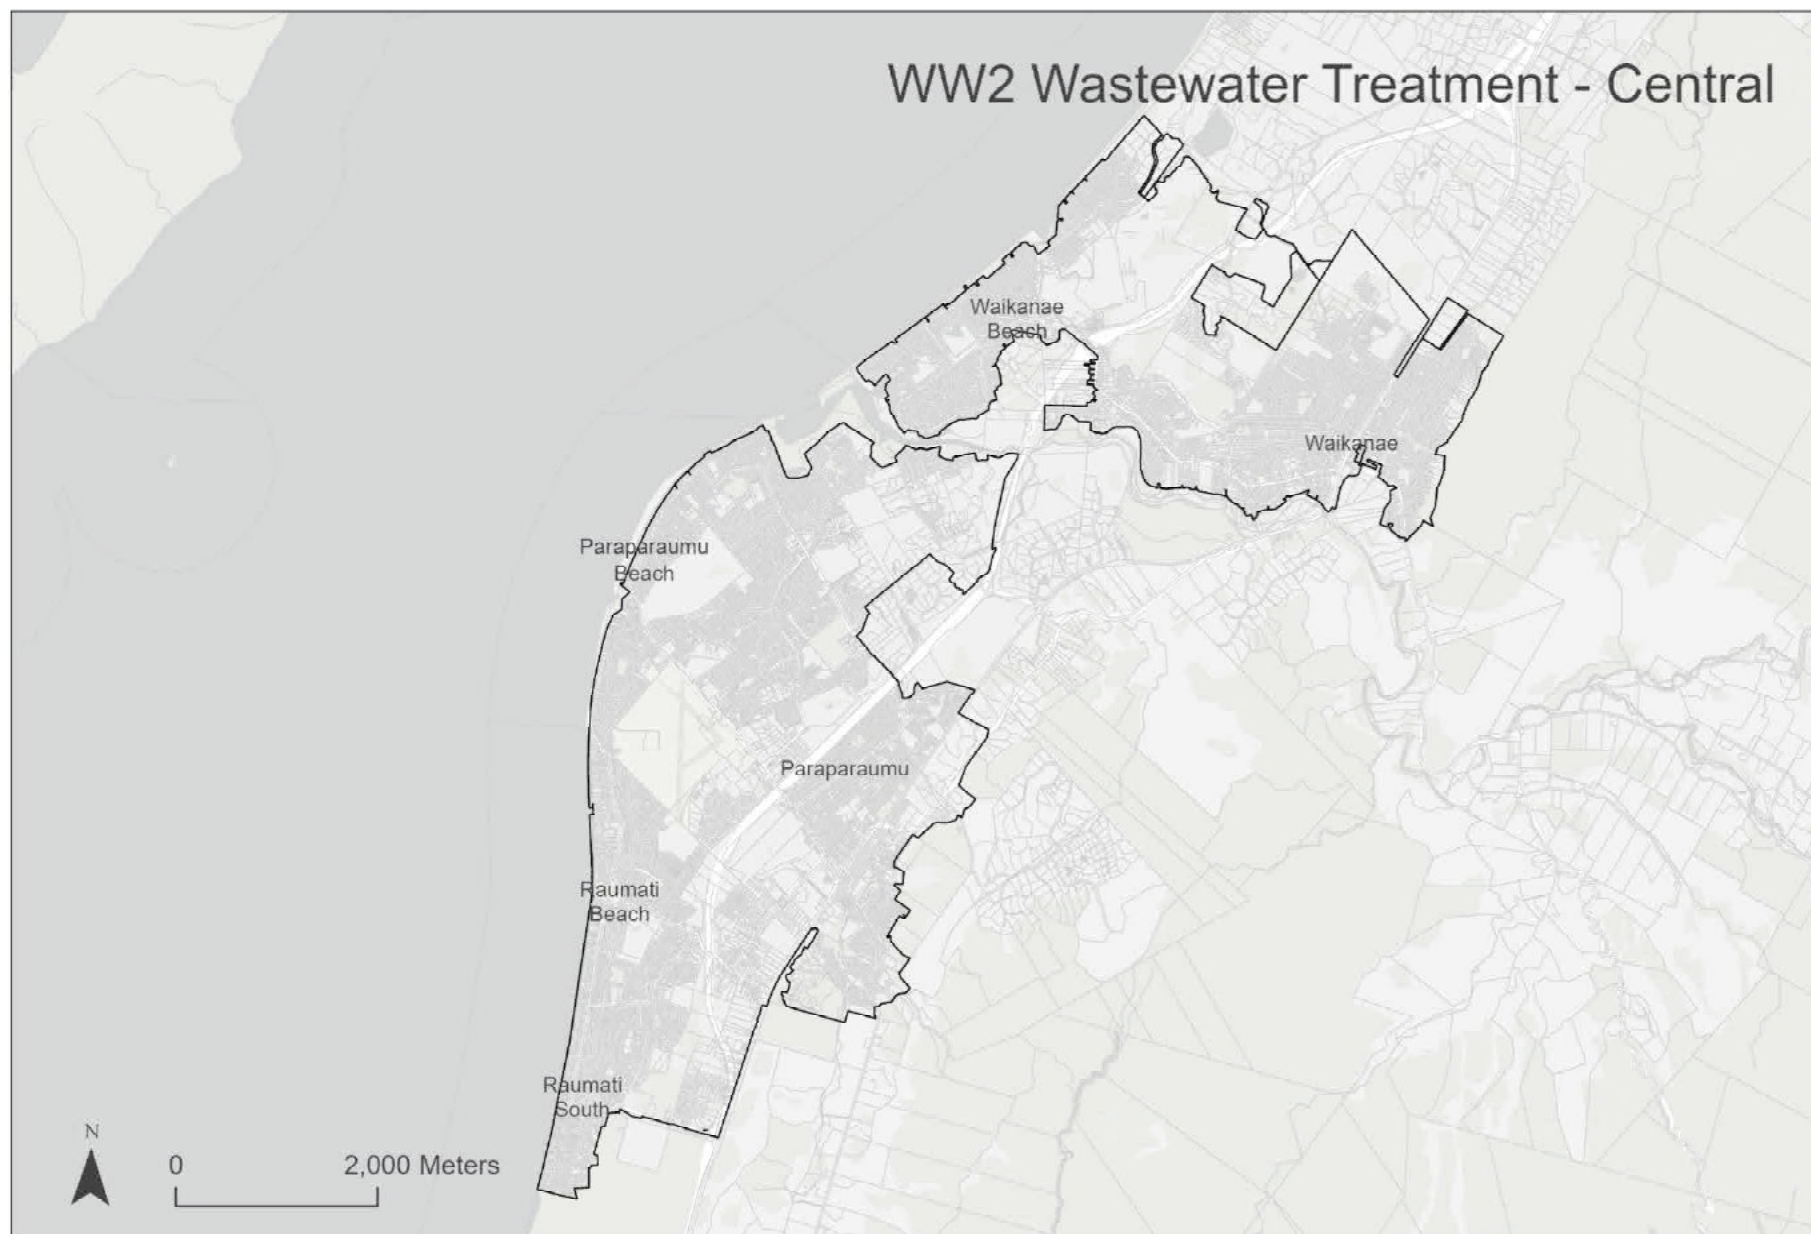 WW2 Wastewater Treatment - Central
Waikanae
Beach
Waikanae
Paraparaumu
Beach
Paraparaumu
Raumati
Beach
Raumati
South
N
0
2,000 Meters